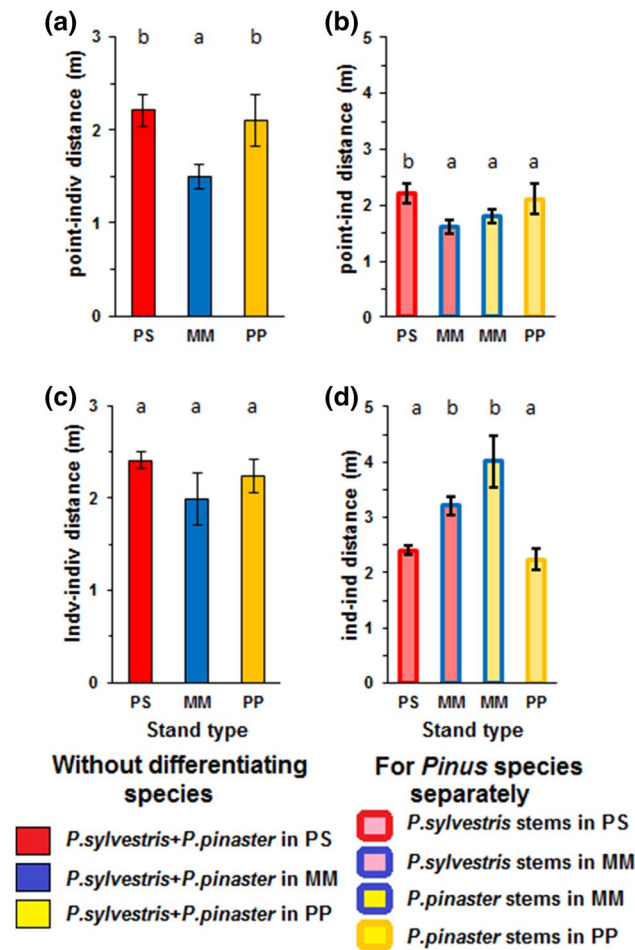 (a)
3
2
1
0
point-indiv distance (m)
b a b
PS MM PP
(b)
5
4
3
2
1
0
point-ind distance (m)
b a a a
PS MM MM PP
(c)
3
2
1
0
Indv-indiv distance (m)
a a a
PS MM PP
Stand type
(d)
5
4
3
2
1
0
ind-ind distance (m)
a b b a
PS MM MM PP
Stand type
Without differentiating
species
P.sylvestris+P.pinaster in PS
P.sylvestris+P.pinaster in MM
P.sylvestris+P.pinaster in PP
For Pinus species
separately
P.sylvestris stems in PS
P.sylvestris stems in MM
P.pinaster stems in MM
P.pinaster stems in PP